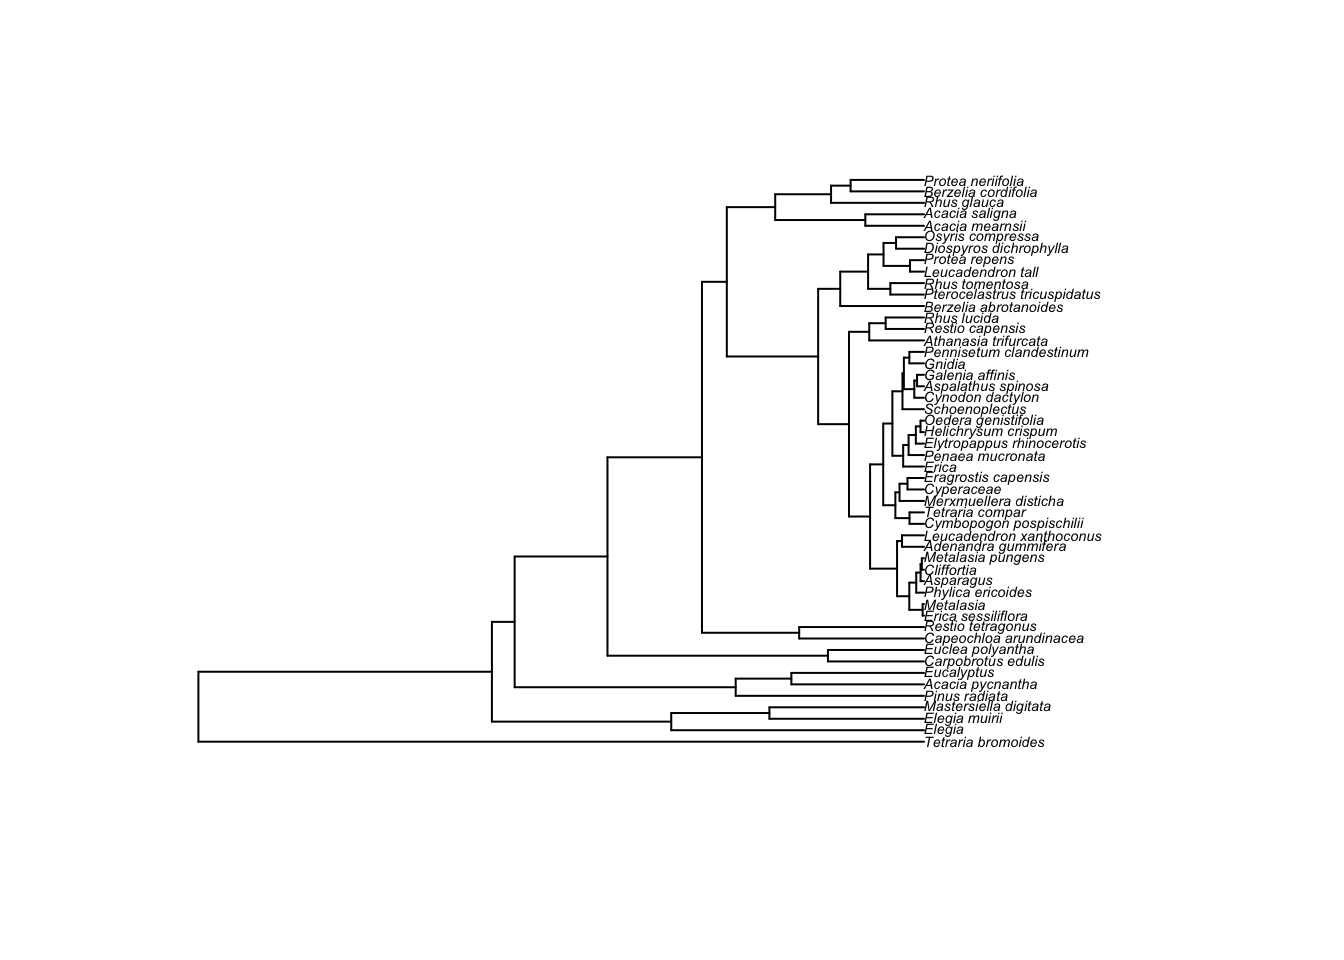 Protea neriifolia
Berzelia cordifolia
Rhus glauca
Acacia saligna
Acacia mearnsii
Osyris compressa
Diospyros dichrophylla
Protea repens
Leucadendron tall
Rhus tomentosa
Pterocelastrus tricuspidatus
Berzelia abrotanoides
Rhus lucida
Restio capensis
Athanasia trifurcata
Pennisetum clandestinum
Gnidia
Galenia affinis
Aspalathus spinosa
Cynodon dactylon
Schoenoplectus
Oedera genistifolia
Helichrysum crispum
Elytropappus rhinocerotis
Penaea mucronata
Erica
Eragrostis capensis
Cyperaceae
Merxmuellera disticha
Tetraria compar
Cymbopogon pospischilii
Leucadendron xanthoconus
Adenandra gummifera
Metalasia pungens
Cliffortia
Asparagus
Phylica ericoides
Metalasia
Erica sessiliflora
Restio tetragonus
Capeochloa arundinacea
Euclea polyantha
Carpobrotus edulis
Eucalyptus
Acacia pycnantha
Pinus radiata
Mastersiella digitata
Elegia muirii
Elegia
Tetraria bromoides